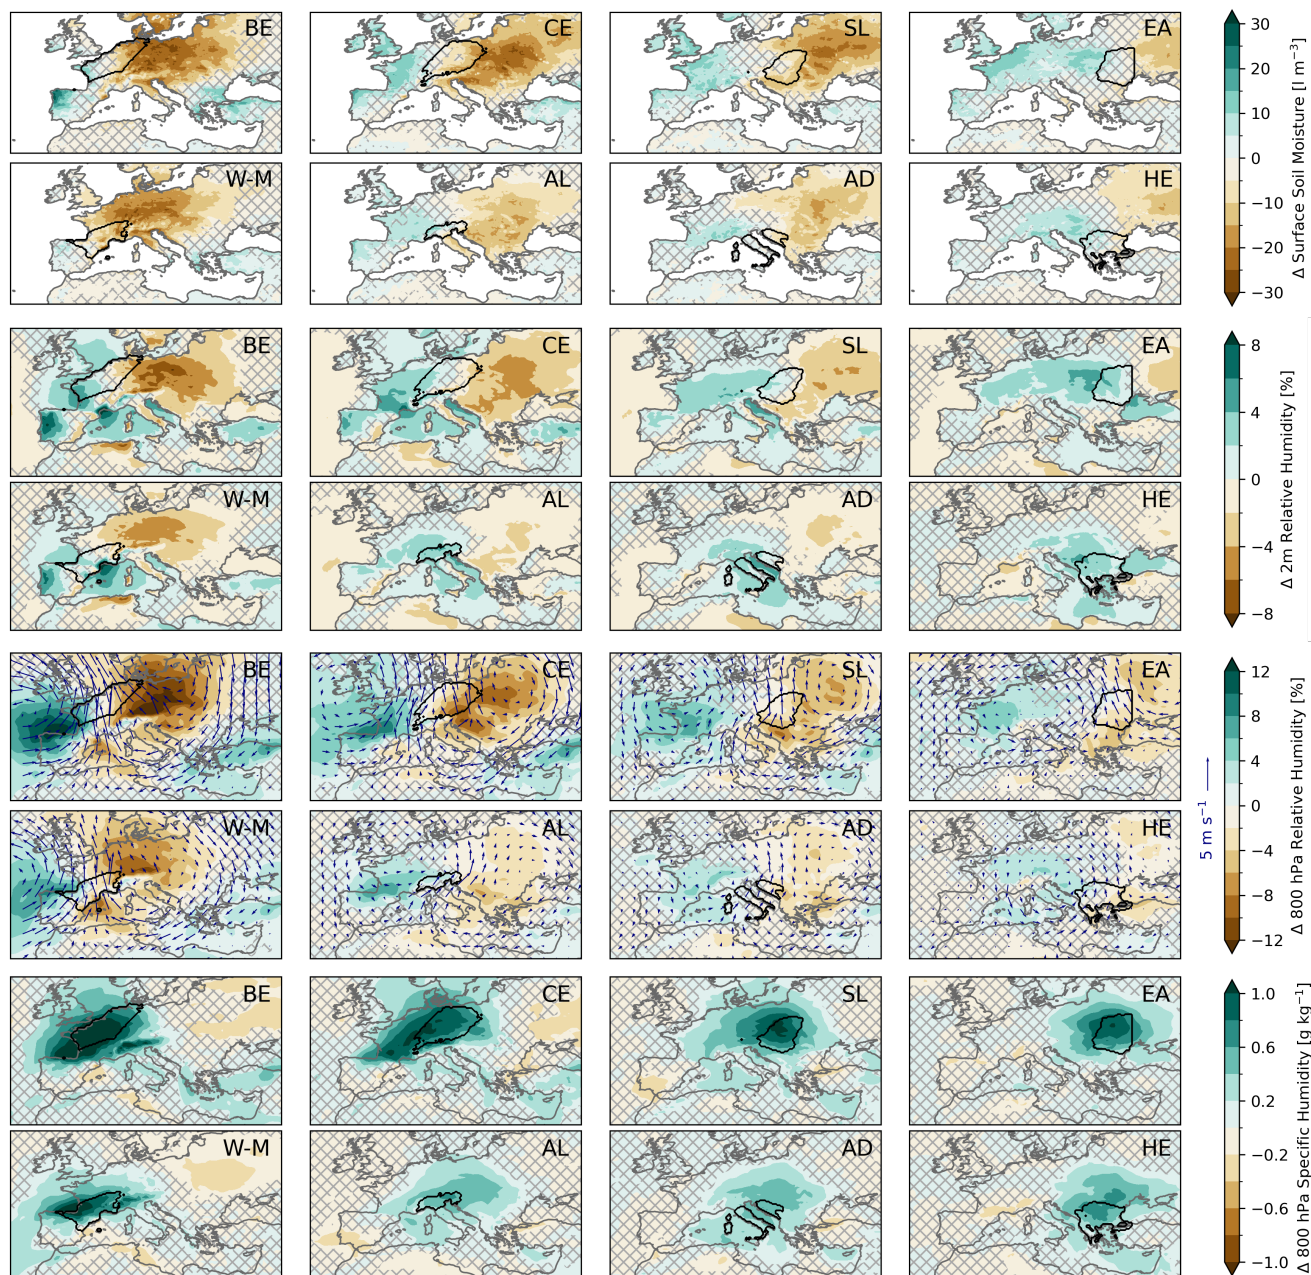 BE CE SL EA
W-M AL AD HE
30
20
10
0
−10
−20
−30
Δ Surface Soil Moisture [l m⁻³]
BE CE SL EA
W-M AL AD HE
8
4
0
−4
−8
Δ 2m Relative Humidity [%]
BE CE SL EA
W-M AL AD HE
5 m s⁻¹
12
8
4
0
−4
−8
−12
Δ 800 hPa Relative Humidity [%]
BE CE SL EA
W-M AL AD HE
1.0
0.6
0.2
−0.2
−0.6
−1.0
Δ 800 hPa Specific Humidity [g kg⁻¹]